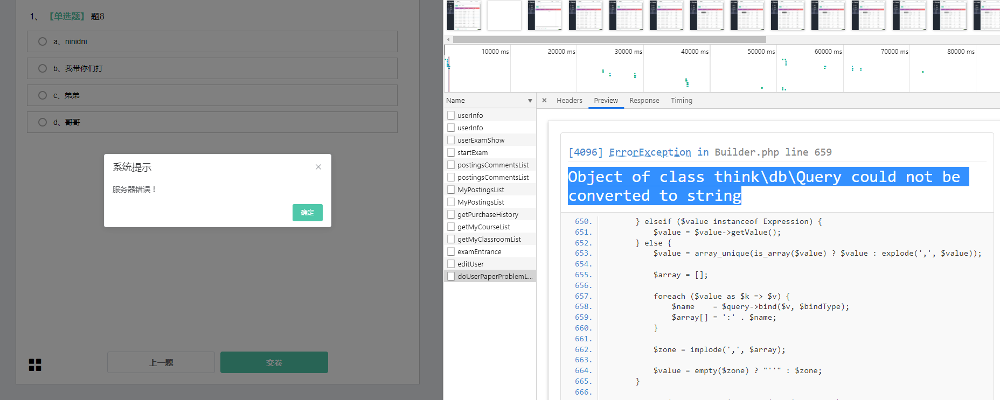 1、 【单选题】 题8
a、ninidni
b、我带你们打
c、弟弟
d、哥哥
系统提示 ×
服务器错误！
确定
上一题
交卷
10000 ms 20000 ms 30000 ms 40000 ms 50000 ms 60000 ms 70000 ms 80000 ms
Name ▼
userInfo
userInfo
userExamShow
startExam
postingsCommentsList
postingsCommentsList
MyPostingsList
MyPostingsList
getPurchaseHistory
getMyCourseList
getMyClassroomList
examEntrance
editUser
doUserPaperProblemL...
× Headers Preview Response Timing
[4096] ErrorException in Builder.php line 659
Object of class think\db\Query could not be
converted to string
650. } elseif ($value instanceof Expression) {
651. $value = $value->getValue();
652. } else {
653. $value = array_unique(is_array($value) ? $value : explode(',', $value));
654.
655. $array = [];
656.
657. foreach ($value as $k => $v) {
658. $name    = $query->bind($v, $bindType);
659. $array[] = ':' . $name;
660. }
661.
662. $zone = implode(',', $array);
663.
664. $value = empty($zone) ? "''" : $zone;
665. }
666.